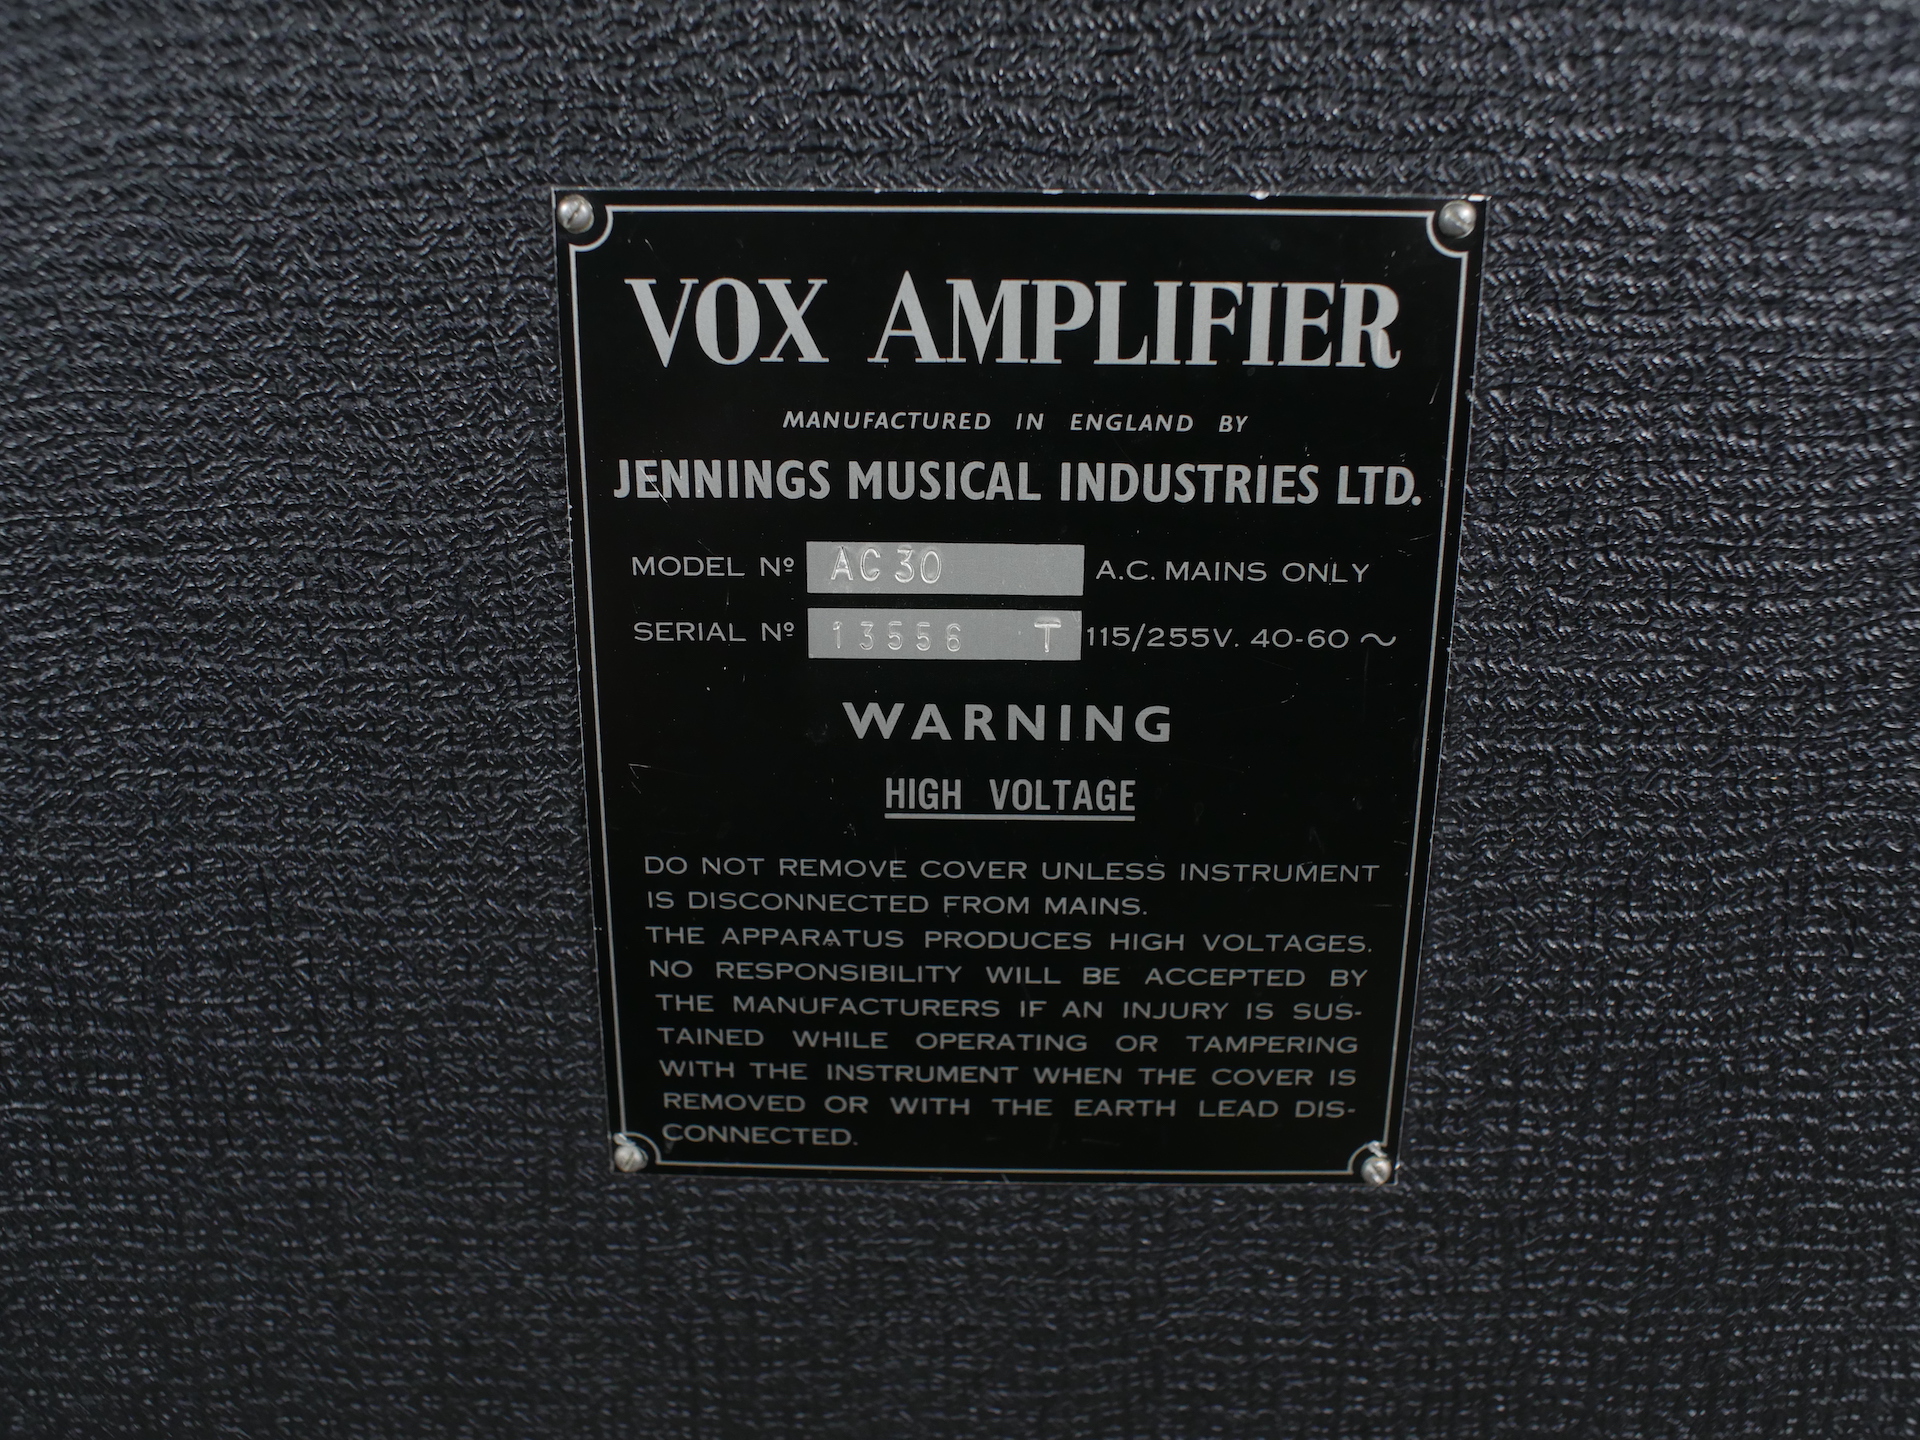 VOX AMPLIFIER
MANUFACTURED IN ENGLAND BY
JENNINGS MUSICAL INDUSTRIES LTD.
MODEL Nº AC30 A.C. MAINS ONLY
SERIAL Nº 13556 T 115/255V. 40-60 ~
WARNING
HIGH VOLTAGE
DO NOT REMOVE COVER UNLESS INSTRUMENT
IS DISCONNECTED FROM MAINS.
THE APPARATUS PRODUCES HIGH VOLTAGES.
NO RESPONSIBILITY WILL BE ACCEPTED BY
THE MANUFACTURERS IF AN INJURY IS SUS-
TAINED WHILE OPERATING OR TAMPERING
WITH THE INSTRUMENT WHEN THE COVER IS
REMOVED OR WITH THE EARTH LEAD DIS-
CONNECTED.